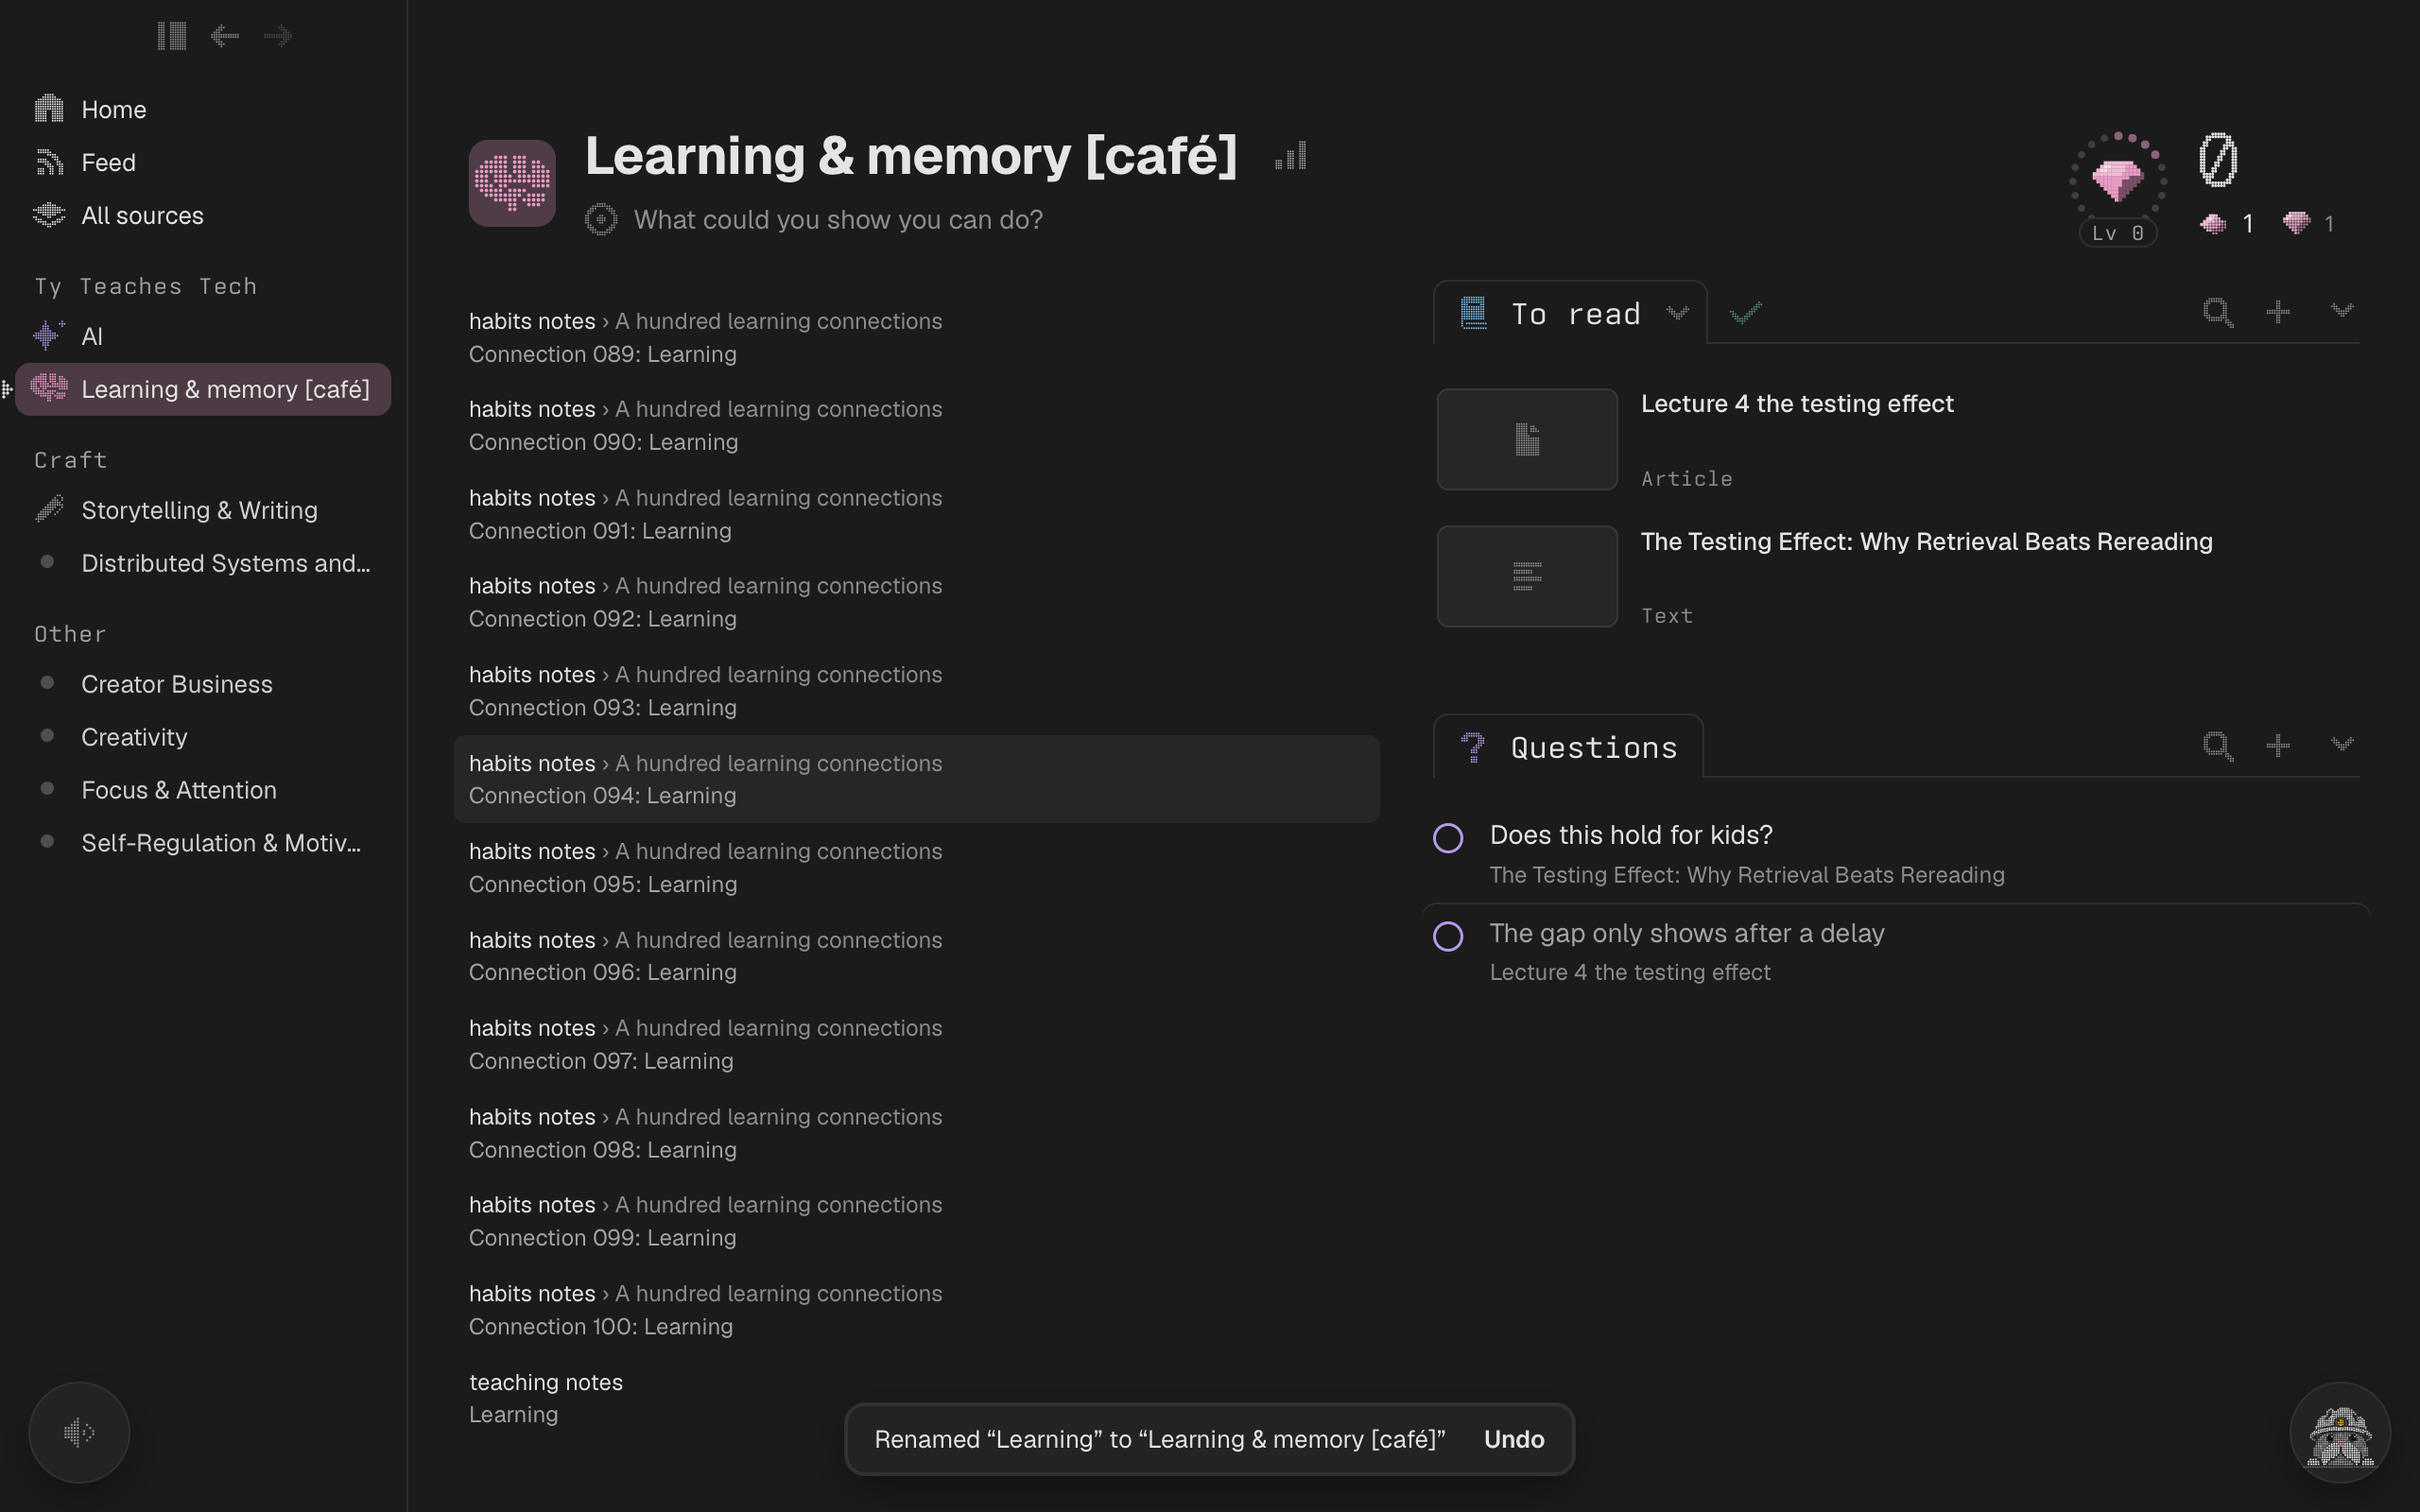 Home
Feed
All sources
Ty Teaches Tech
AI
Learning & memory [café]
Craft
Storytelling & Writing
Distributed Systems and...
Other
Creator Business
Creativity
Focus & Attention
Self-Regulation & Motiv...
Learning & memory [café]
What could you show you can do?
Lv 0
0
1
1
habits notes › A hundred learning connections
Connection 089: Learning
habits notes › A hundred learning connections
Connection 090: Learning
habits notes › A hundred learning connections
Connection 091: Learning
habits notes › A hundred learning connections
Connection 092: Learning
habits notes › A hundred learning connections
Connection 093: Learning
habits notes › A hundred learning connections
Connection 094: Learning
habits notes › A hundred learning connections
Connection 095: Learning
habits notes › A hundred learning connections
Connection 096: Learning
habits notes › A hundred learning connections
Connection 097: Learning
habits notes › A hundred learning connections
Connection 098: Learning
habits notes › A hundred learning connections
Connection 099: Learning
habits notes › A hundred learning connections
Connection 100: Learning
teaching notes
Learning
To read
Lecture 4 the testing effect
Article
The Testing Effect: Why Retrieval Beats Rereading
Text
? Questions
Does this hold for kids?
The Testing Effect: Why Retrieval Beats Rereading
The gap only shows after a delay
Lecture 4 the testing effect
Renamed “Learning” to “Learning & memory [café]” Undo